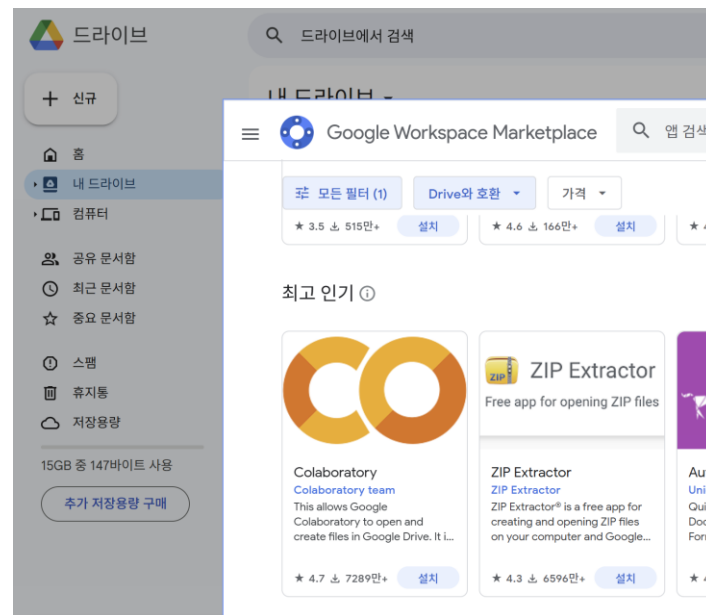 드라이브
드라이브에서 검색
신규
내 드라이브
Google Workspace Marketplace
앱 검색
홈
내 드라이브
컴퓨터
모든 필터 (1)
Drive와 호환
가격
★ 3.5 515만+ 설치
★ 4.6 166만+ 설치
★
공유 문서함
최근 문서함
중요 문서함
최고 인기
스팸
휴지통
저장용량
15GB 중 147바이트 사용
추가 저장용량 구매
ZIP
ZIP Extractor
Free app for opening ZIP files
Colaboratory
Colaboratory team
This allows Google
Colaboratory to open and
create files in Google Drive. It i...
★ 4.7 7289만+ 설치
ZIP Extractor
ZIP Extractor
ZIP Extractor® is a free app for
creating and opening ZIP files
on your computer and Google...
★ 4.3 6596만+ 설치
Au
Uni
Qui
Doc
For
★